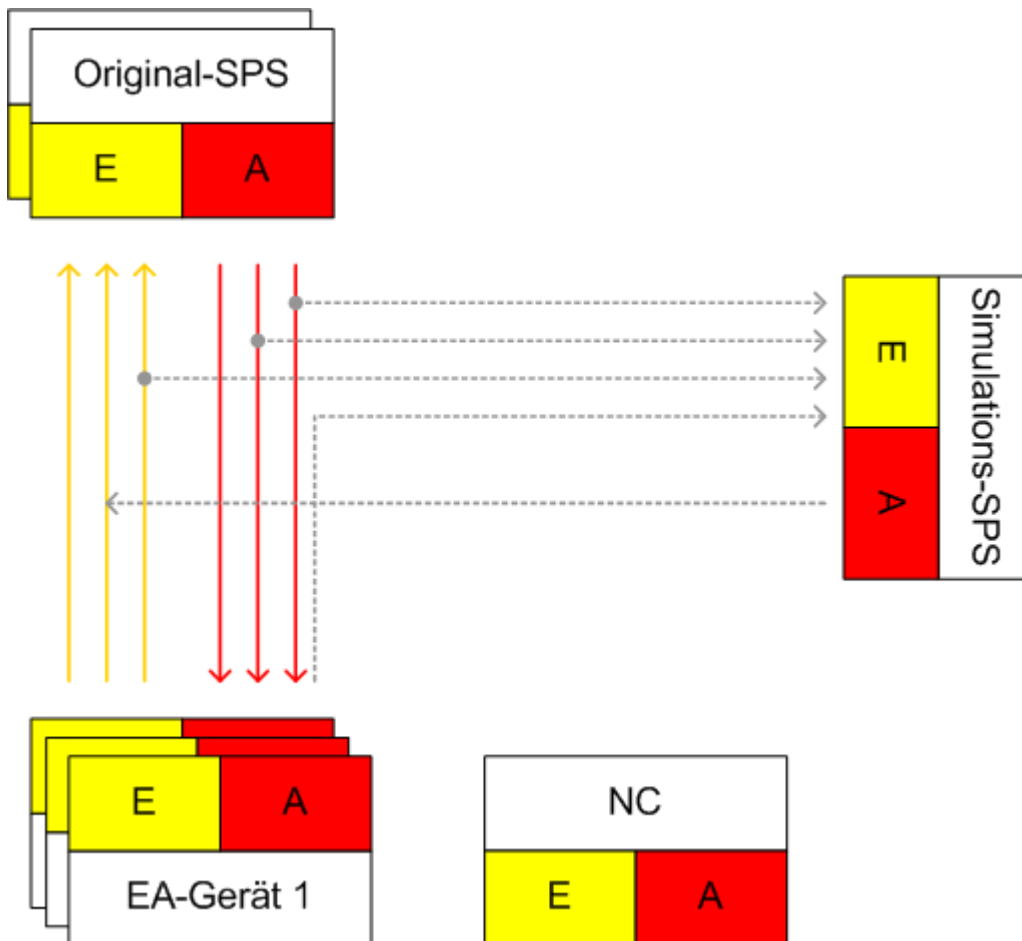 Original-SPS
E A
E
A
Simulations-SPS
E A
EA-Gerät 1
NC
E A